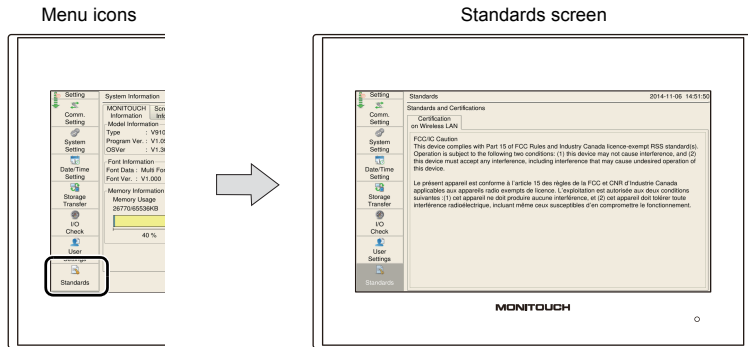 Menu icons
Standards screen
Setting
Comm.
Setting
System
Setting
Date/Time
Setting
Storage
Transfer
I/O
Check
User
Settings
Standards
System Information
MONITOUCH
Information
Model Information
Type : V910
Program Ver. : V1.05
OSVer : V1.30
Font Information
Font Data : Multi Fon
Font Ver. : V1.000
Memory Information
Memory Usage
26770/65536KB
40 %
Setting
Comm.
Setting
System
Setting
Date/Time
Setting
Storage
Transfer
I/O
Check
User
Settings
Standards
Standards 2014-11-06 14:51:50
Standards and Certifications
Certification
on Wireless LAN
FCC/IC Caution
This device complies with Part 15 of FCC Rules and Industry Canada licence-exempt RSS standard(s).
Operation is subject to the following two conditions: (1) this device may not cause interference, and (2)
this device must accept any interference, including interference that may cause undesired operation of
this device.
Le présent appareil est conforme à l'article 15 des règles de la FCC et CNR d'Industrie Canada
applicables aux appareils radio exempts de licence. L'exploitation est autorisée aux deux conditions
suivantes :(1) cet appareil ne doit produire aucune interférence, et (2) cet appareil doit tolérer toute
interférence radioélectrique, incluant même ceux susceptibles d'en compromettre le fonctionnement.
MONITOUCH